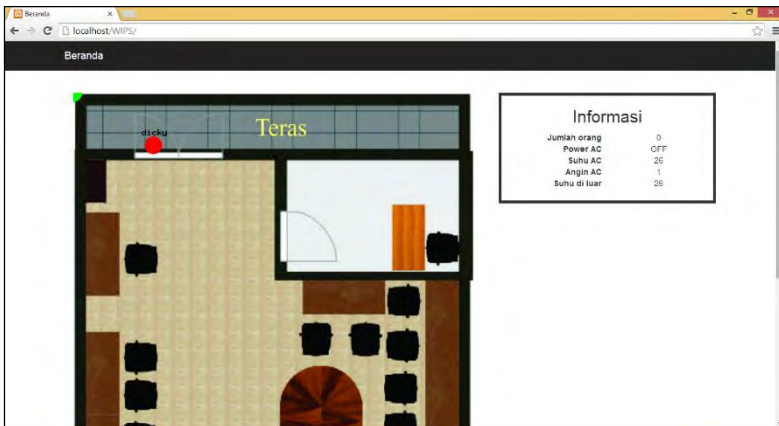 Beranda
localhost/WIPS/
Beranda
dicky
Teras
Informasi
Jumlah orang 0
Power AC OFF
Suhu AC 26
Angin AC 1
Suhu di luar 26